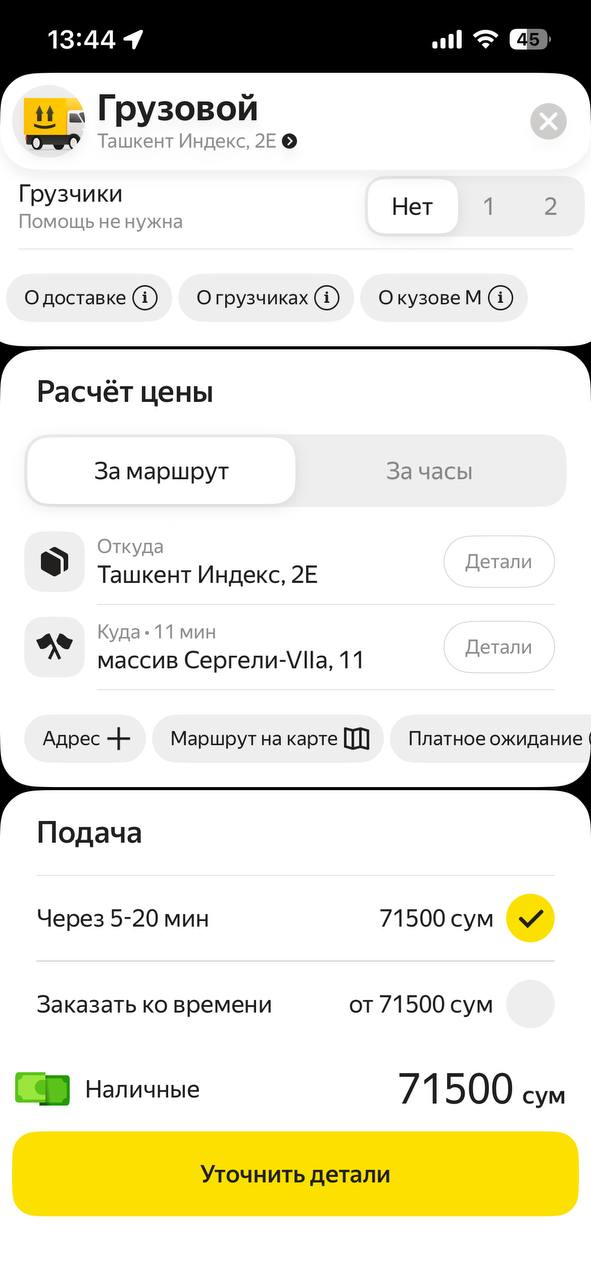 13:44
45
Грузовой
Ташкент Индекс, 2Е
Грузчики
Помощь не нужна
Нет 1 2
О доставке
О грузчиках
О кузове М
Расчёт цены
За маршрут За часы
Откуда
Ташкент Индекс, 2Е
Детали
Куда • 11 мин
массив Сергели-VIIа, 11
Детали
Адрес
Маршрут на карте
Платное ожидание
Подача
Через 5-20 мин 71500 сум
Заказать ко времени от 71500 сум
Наличные 71500 сум
Уточнить детали